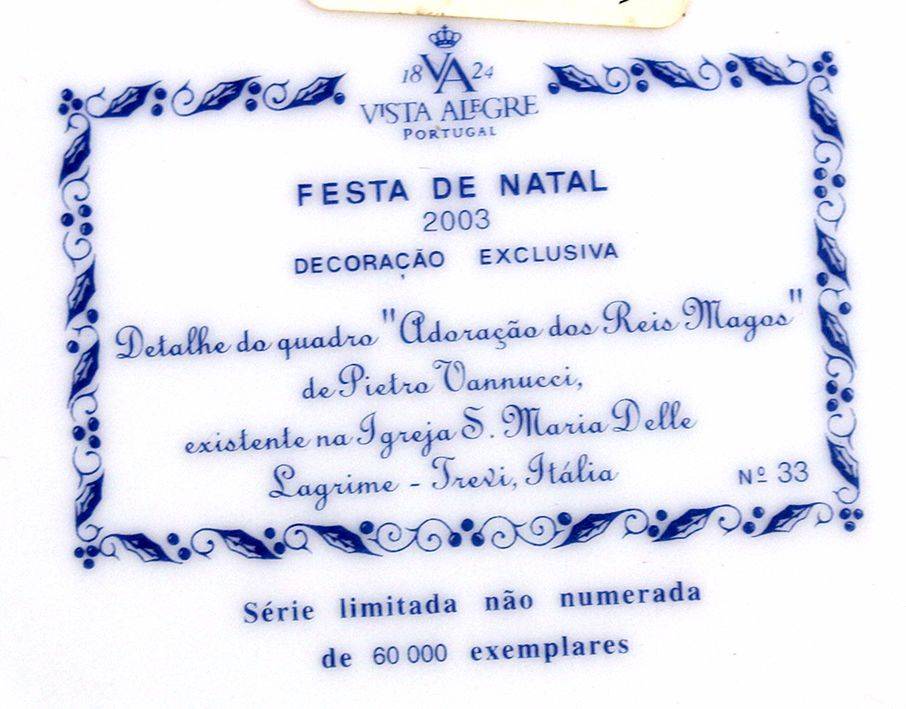 18 VA 24
VISTA ALEGRE
PORTUGAL
FESTA DE NATAL
2003
DECORAÇÃO EXCLUSIVA
Detalhe do quadro "Adoração dos Reis Magos"
de Pietro Vannucci,
existente na Igreja S. Maria Delle
Lagrime - Trevi, Itália
Nº 33
Série limitada não numerada
de 60 000 exemplares